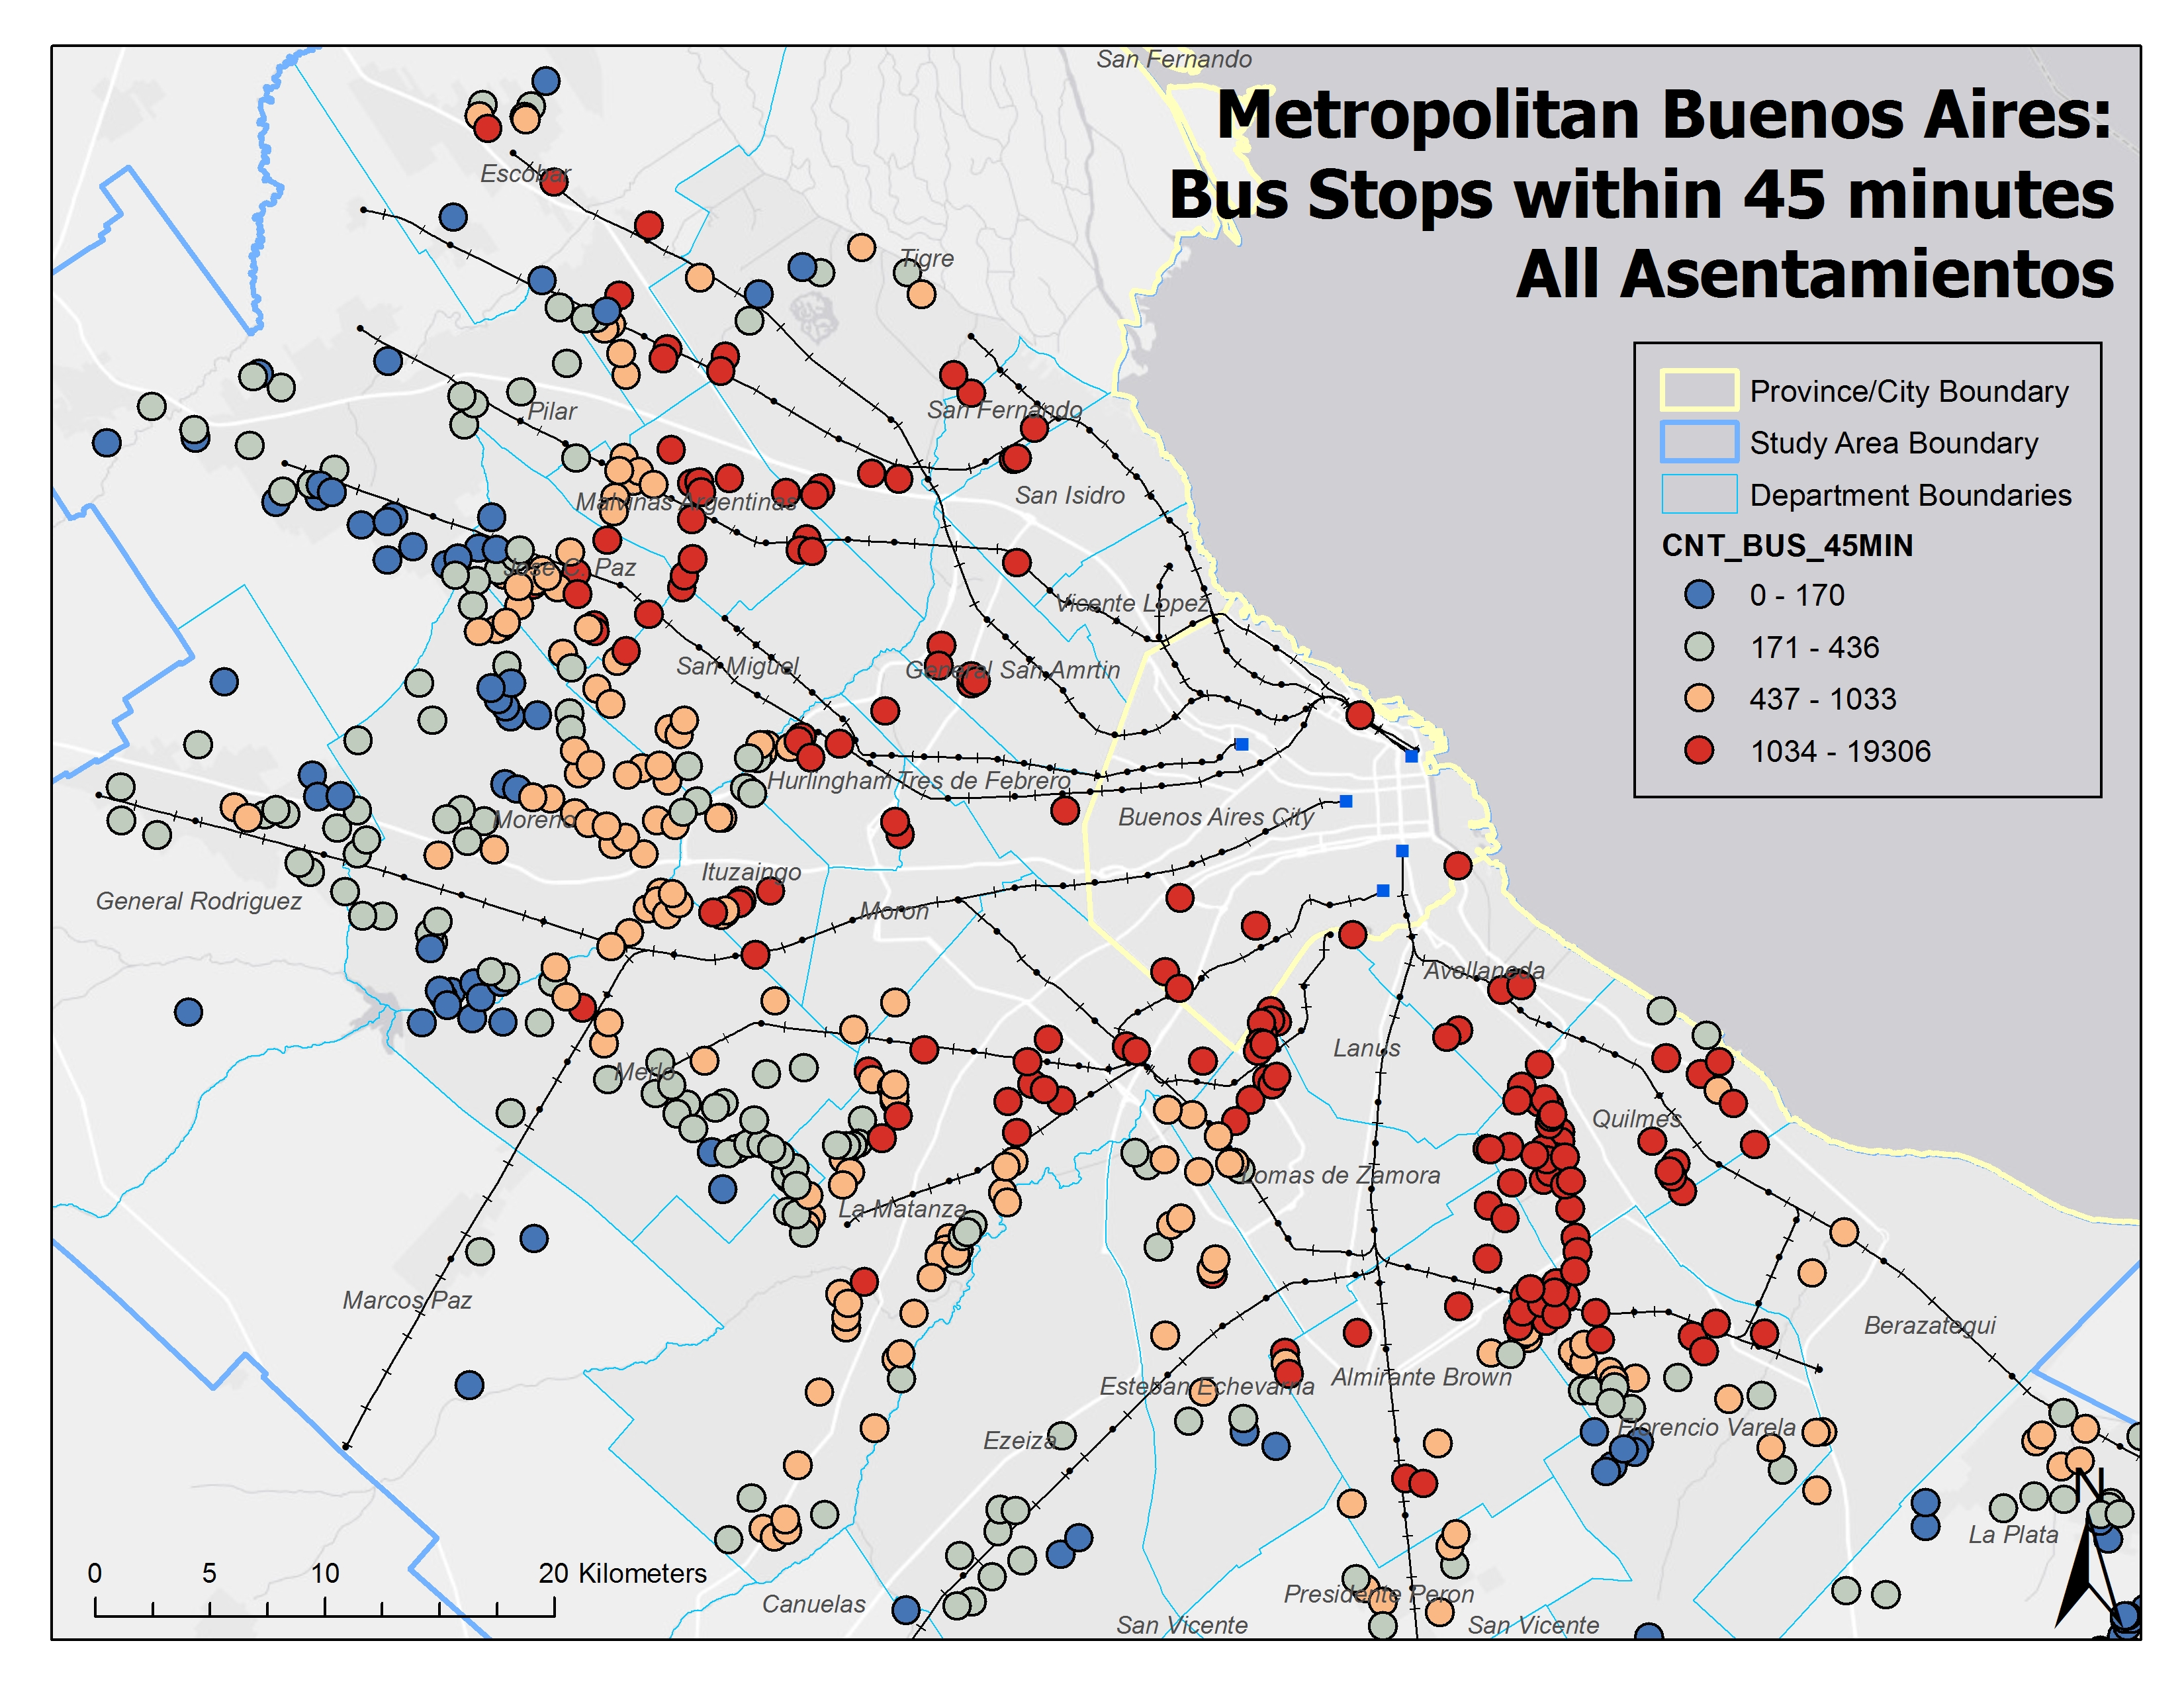 San Fernando
Metropolitan Buenos Aires:
Bus Stops within 45 minutes
All Asentamientos
Escobar
Tigre
Province/City Boundary
Study Area Boundary
Department Boundaries
CNT_BUS_45MIN
0 - 170
171 - 436
437 - 1033
1034 - 19306
Pilar
San Fernando
Malvinas Argentinas
San Isidro
Jose C. Paz
Vicente Lopez
San Miguel
General San Amrtin
Hurlingham
Tres de Febrero
Moreno
Buenos Aires City
Ituzaingo
General Rodriguez
Moron
Avollaneda
Lanus
Merlo
Quilmes
Lomas de Zamora
La Matanza
Marcos Paz
Berazategui
Almirante Brown
Esteban Echevarria
Florencio Varela
Ezeiza
N
La Plata
0 5 10 20 Kilometers
Presidente Peron
Canuelas
San Vicente
San Vicente